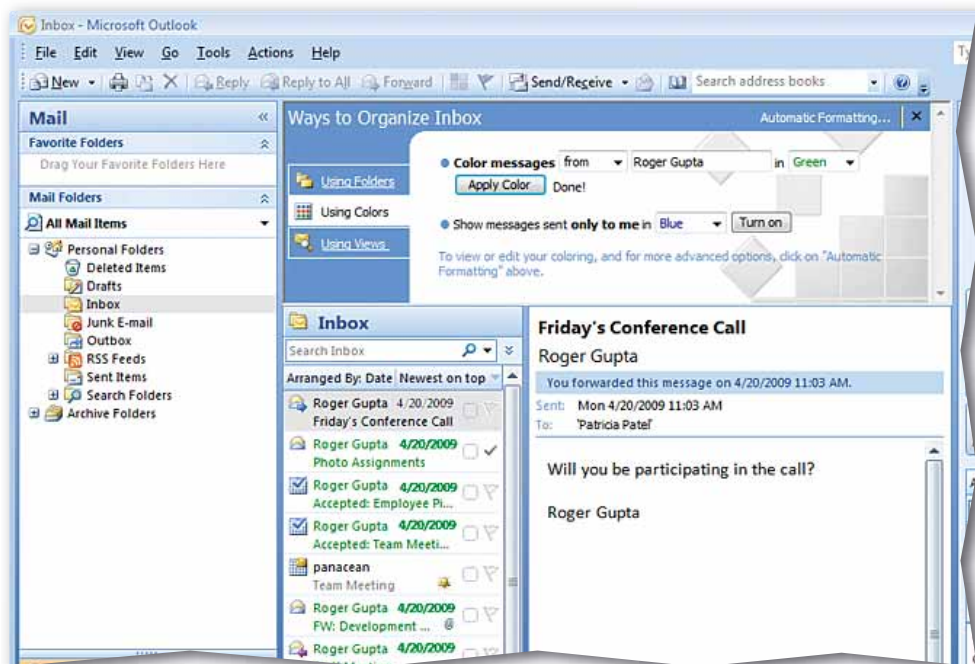 Inbox - Microsoft Outlook
File Edit View Go Tools Actions Help
New Reply Reply to All Forward Send/Receive Search address books
Mail
Favorite Folders
Drag Your Favorite Folders Here
Mail Folders
All Mail Items
Personal Folders
Deleted Items
Drafts
Inbox
Junk E-mail
Outbox
RSS Feeds
Sent Items
Search Folders
Archive Folders
Ways to Organize Inbox Automatic Formatting...
Using Folders
Using Colors
Using Views
Color messages from Roger Gupta in Green
Apply Color Done!
Show messages sent only to me in Blue Turn on
To view or edit your coloring, and for more advanced options, click on "Automatic
Formatting" above.
Inbox
Search Inbox
Arranged By: Date Newest on top
Roger Gupta 4/20/2009
Friday's Conference Call
Roger Gupta 4/20/2009
Photo Assignments
Roger Gupta 4/20/2009
Accepted: Employee Pi...
Roger Gupta 4/20/2009
Accepted: Team Meeti...
panacean
Team Meeting
Roger Gupta 4/20/2009
FW: Development ...
Roger Gupta 4/20/2009
Friday's Conference Call
Roger Gupta
You forwarded this message on 4/20/2009 11:03 AM.
Sent: Mon 4/20/2009 11:03 AM
To: 'Patricia Patel'
Will you be participating in the call?
Roger Gupta